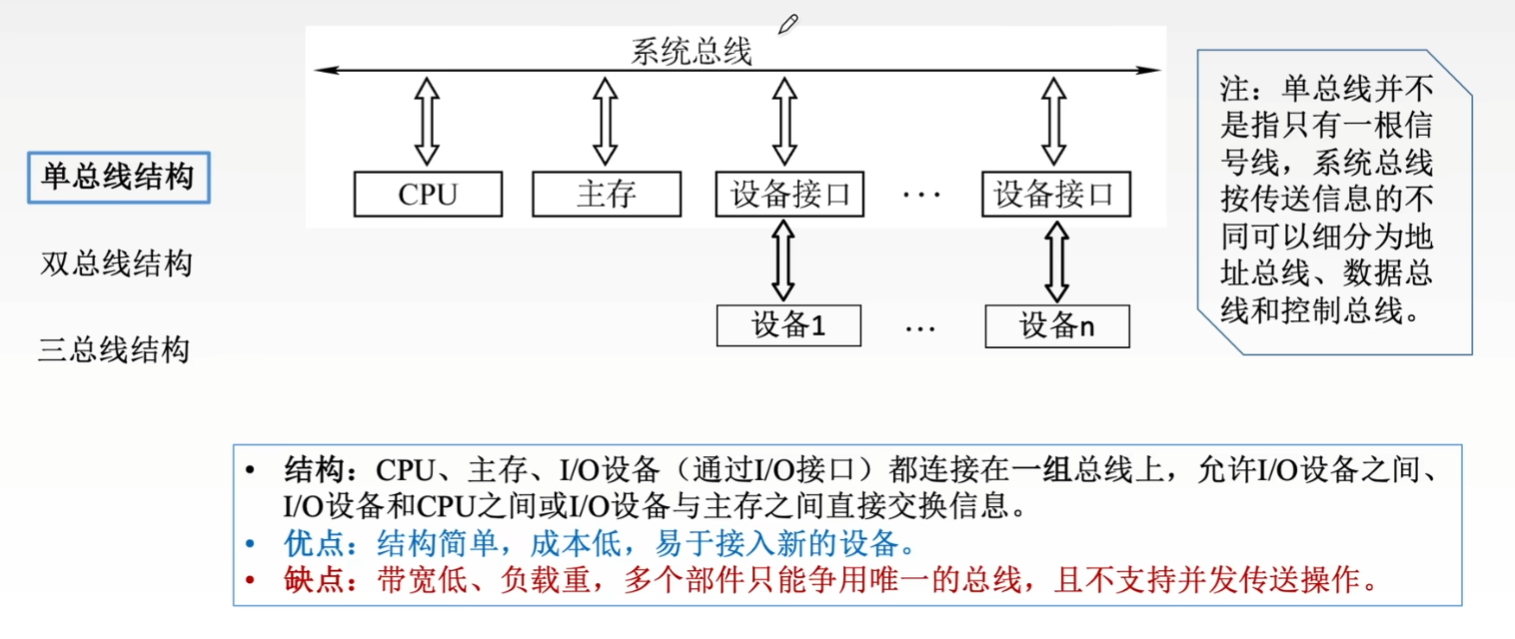 系统总线
CPU
主存
设备接口
···
设备接口
设备1
···
设备n
单总线结构
双总线结构
三总线结构
注：单总线并不
是指只有一根信
号线，系统总线
按传送信息的不
同可以细分为地
址总线、数据总
线和控制总线。
• 结构：CPU、主存、I/O设备（通过I/O接口）都连接在一组总线上，允许I/O设备之间、
I/O设备和CPU之间或I/O设备与主存之间直接交换信息。
• 优点：结构简单，成本低，易于接入新的设备。
• 缺点：带宽低、负载重，多个部件只能争用唯一的总线，且不支持并发传送操作。